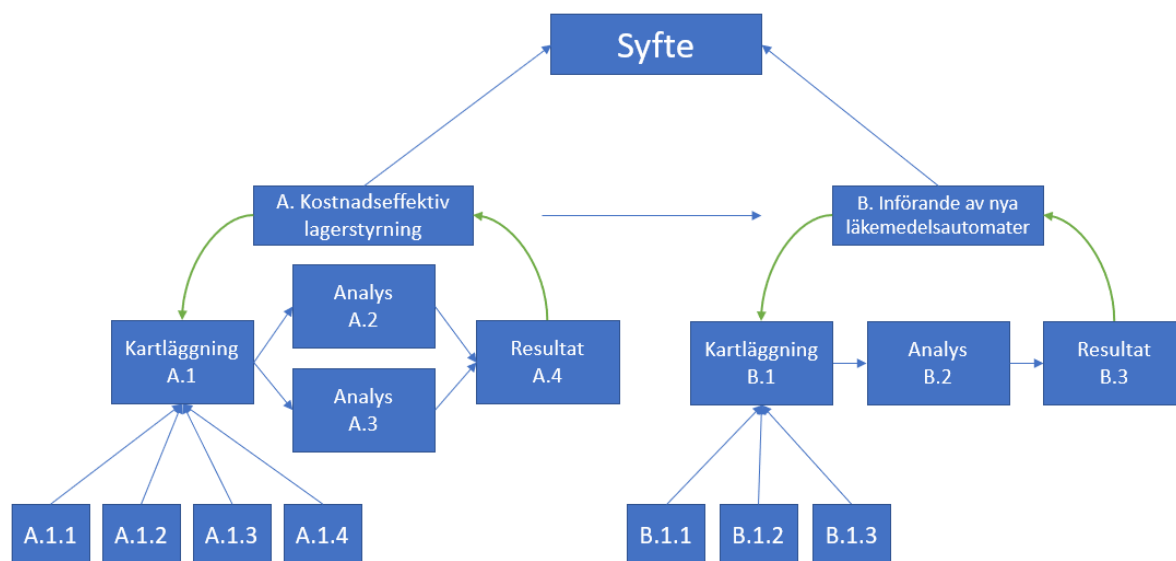 Syfte
A. Kostnadseffektiv
lagerstyrning
B. Införande av nya
läkemedelsautomater
Analys
A.2
Kartläggning
A.1
Resultat
A.4
Analys
A.3
Kartläggning
B.1
Analys
B.2
Resultat
B.3
A.1.1
A.1.2
A.1.3
A.1.4
B.1.1
B.1.2
B.1.3